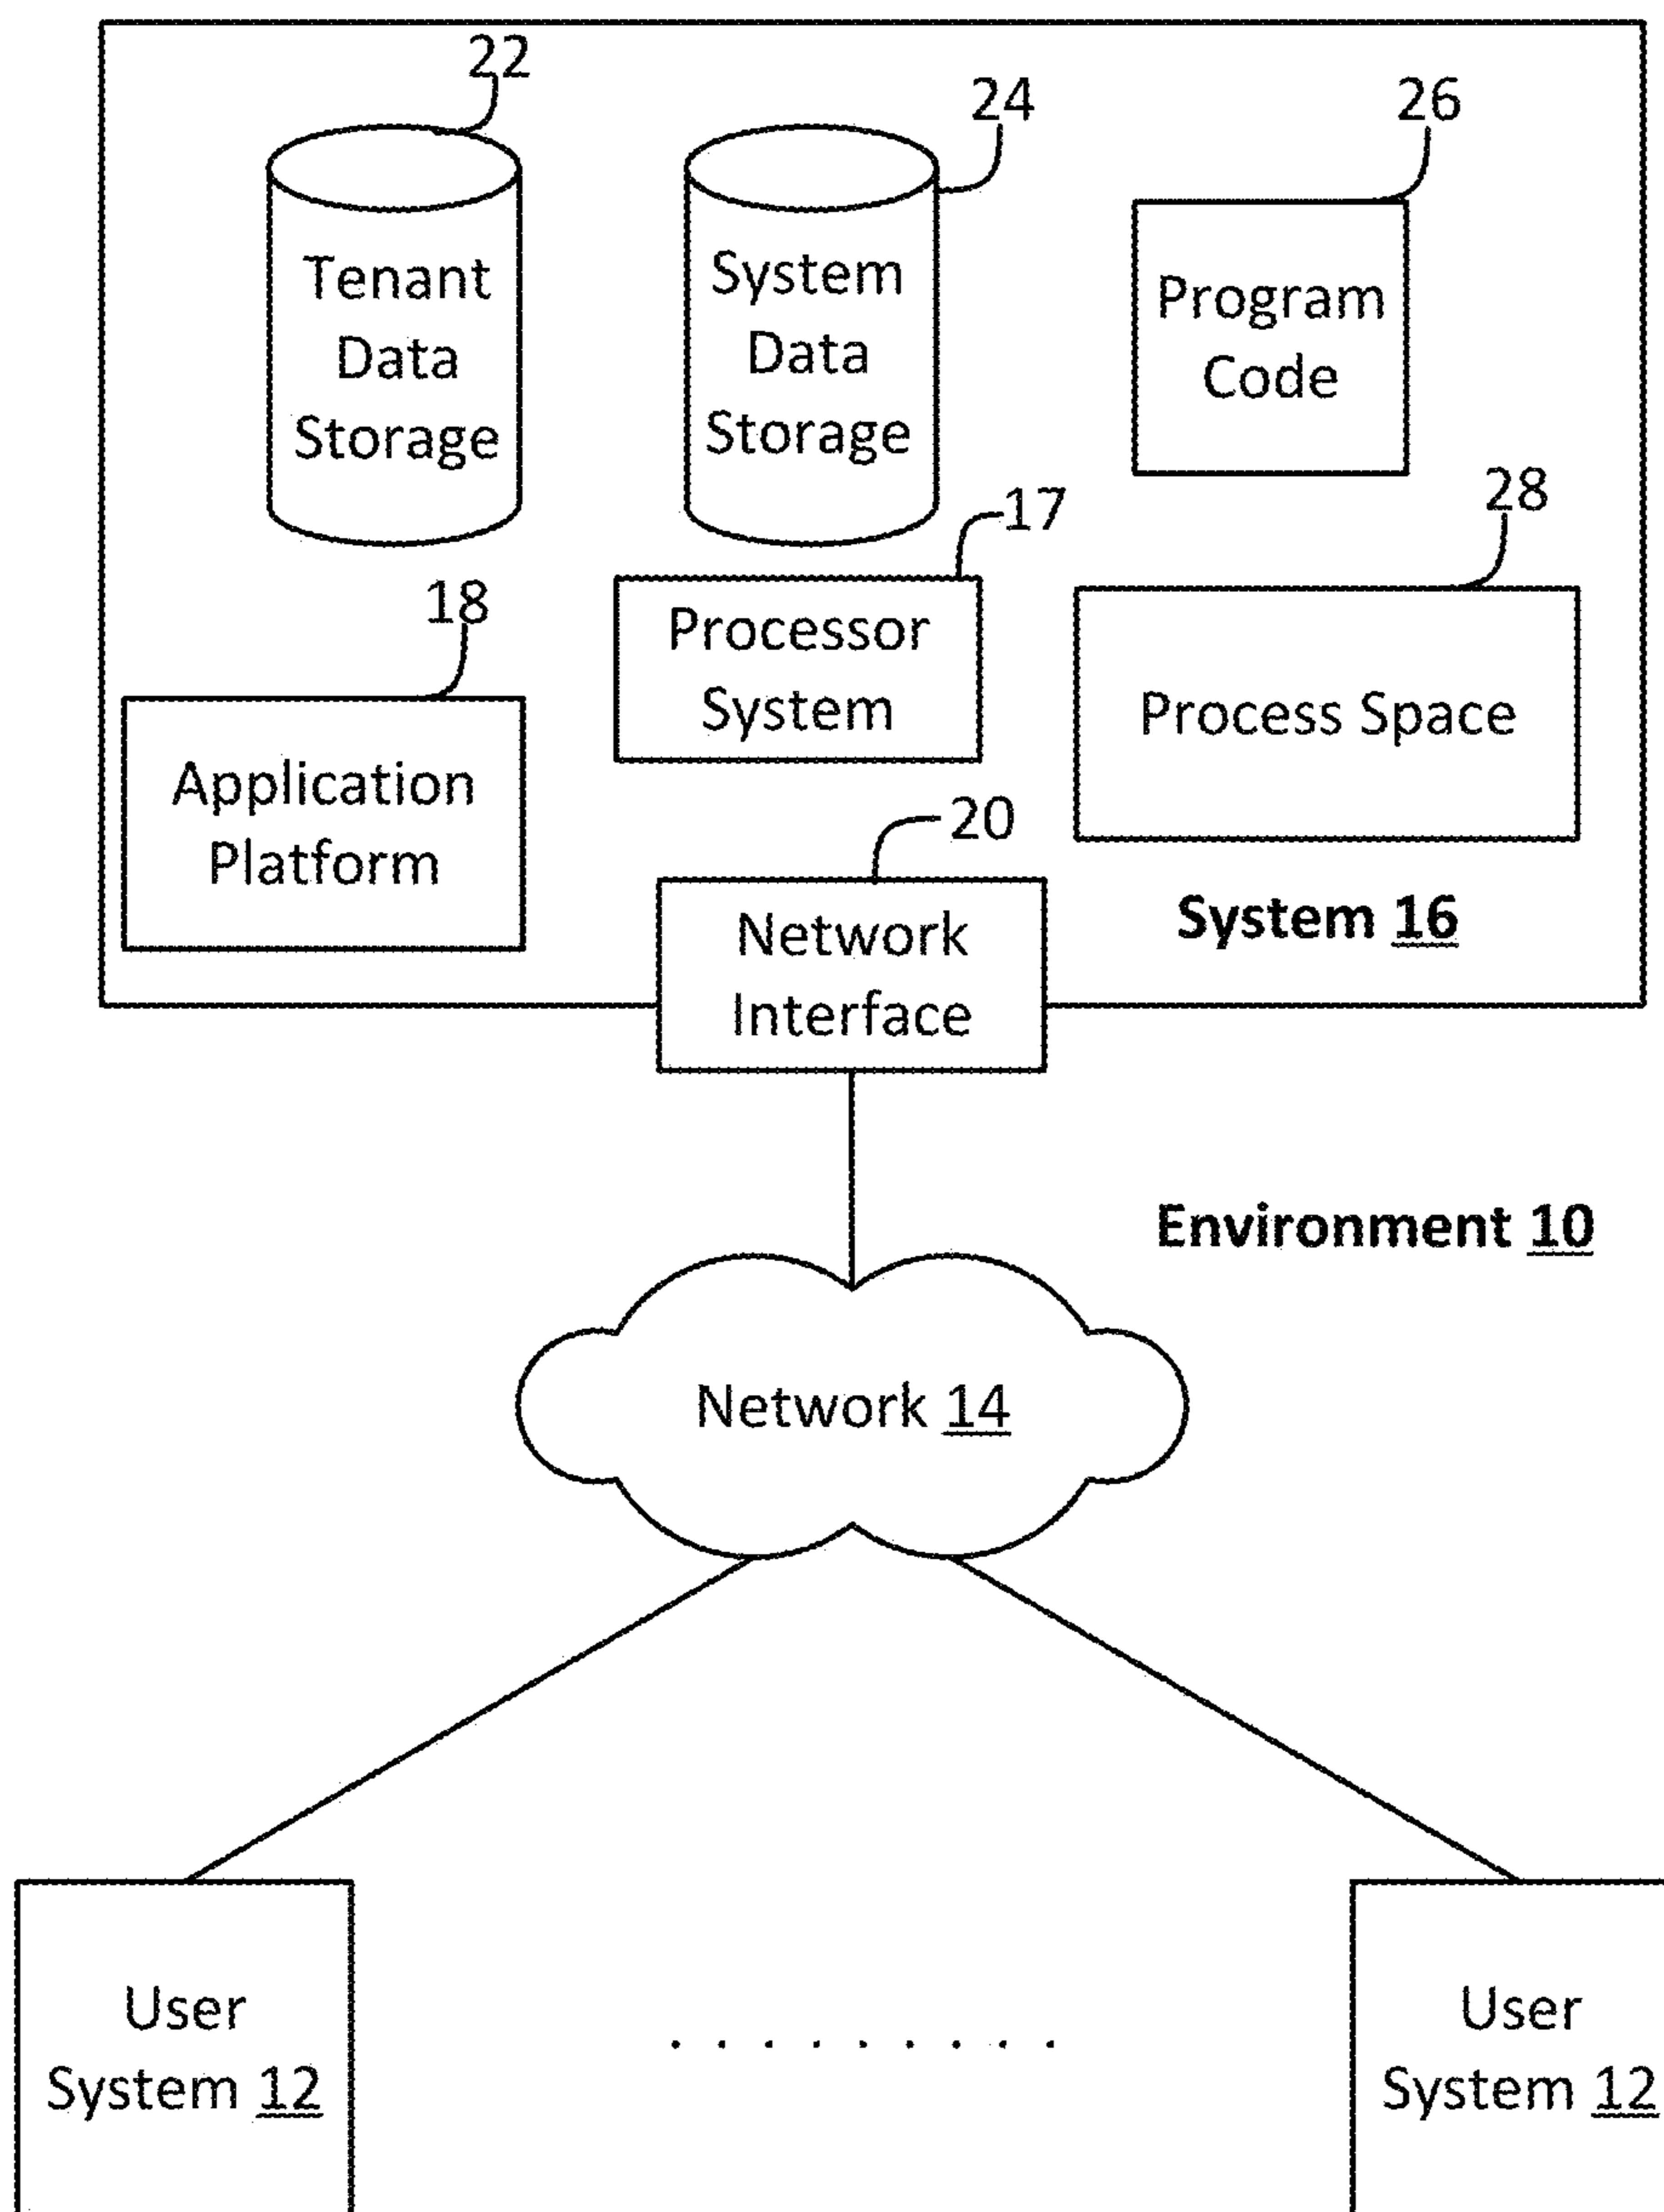 22
24
26
Tenant
Data
Storage
System
Data
Storage
Program
Code
17
28
18
Processor
System
Process Space
Application
Platform
20
System 16
Network
Interface
Environment 10
Network 14
User
System 12
. . . . . . . . .
User
System 12